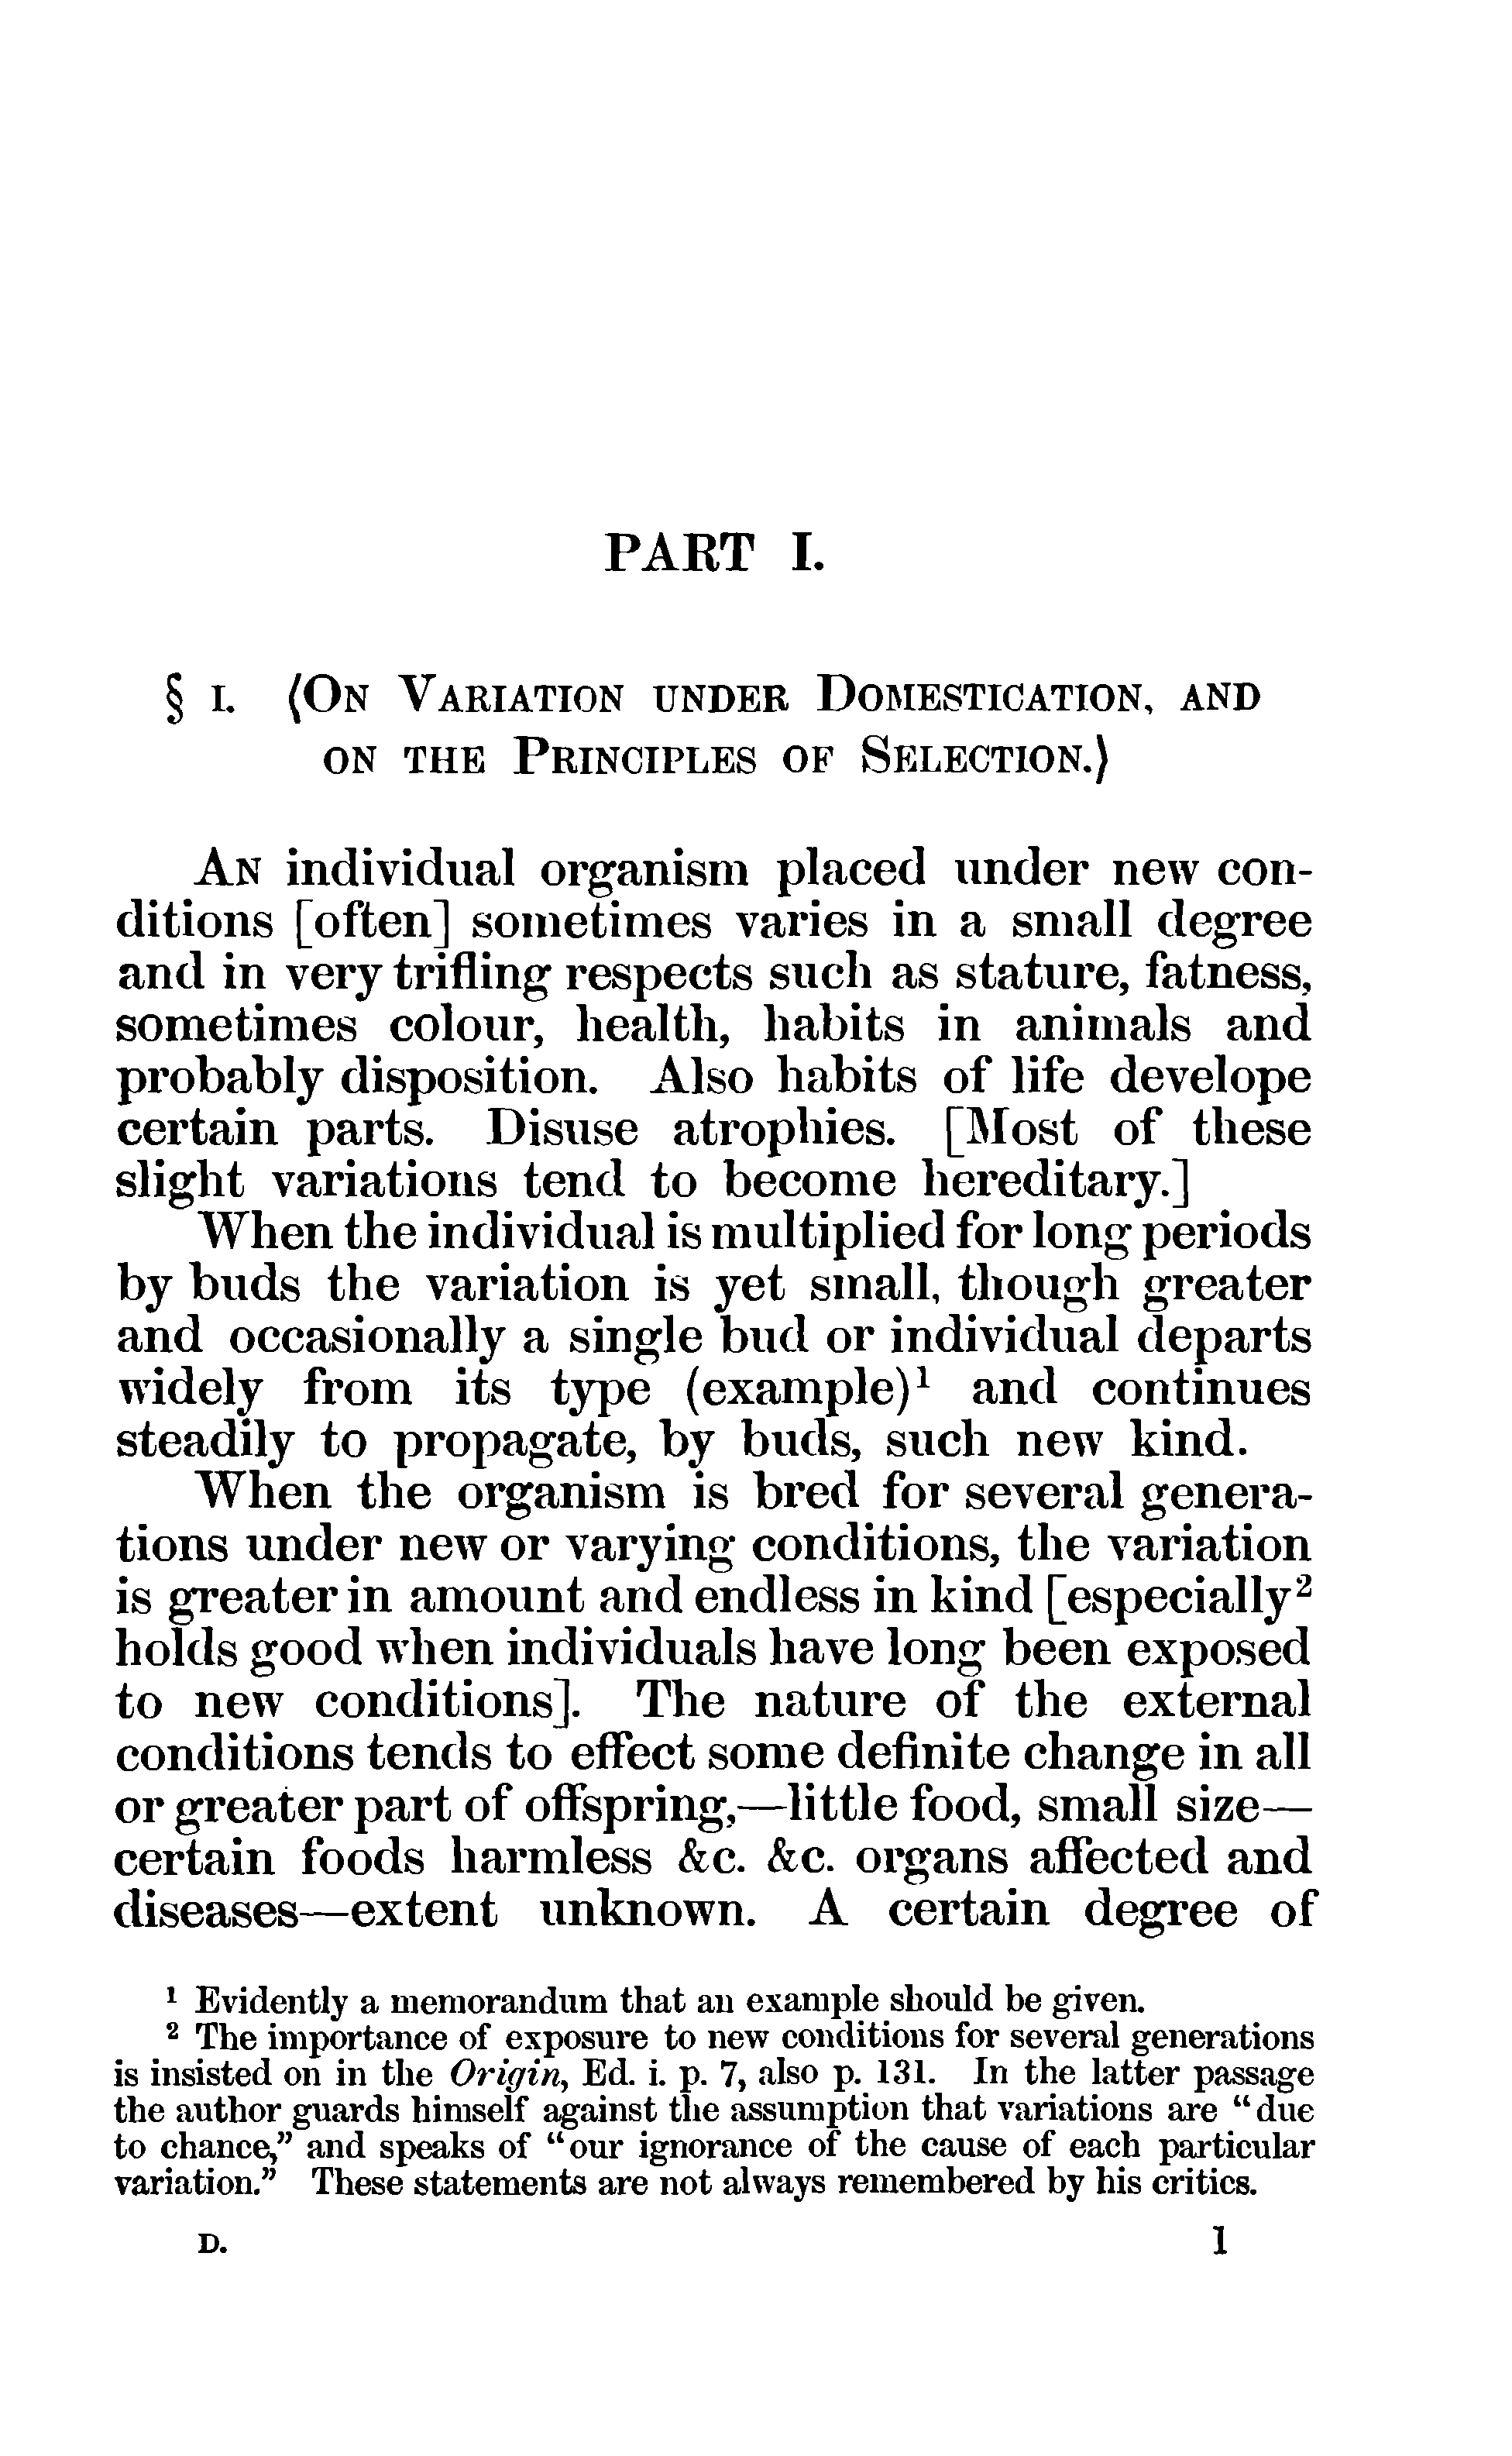 PART I.
§ I. ⟨On Variation under Domestication, and
on the Principles of Selection.⟩
An individual organism placed under new con-
ditions [often] sometimes varies in a small degree
and in very trifling respects such as stature, fatness,
sometimes colour, health, habits in animals and
probably disposition. Also habits of life develope
certain parts. Disuse atrophies. [Most of these
slight variations tend to become hereditary.]
When the individual is multiplied for long periods
by buds the variation is yet small, though greater
and occasionally a single bud or individual departs
widely from its type (example)¹ and continues
steadily to propagate, by buds, such new kind.
When the organism is bred for several genera-
tions under new or varying conditions, the variation
is greater in amount and endless in kind [especially²
holds good when individuals have long been exposed
to new conditions]. The nature of the external
conditions tends to effect some definite change in all
or greater part of offspring,—little food, small size—
certain foods harmless &c. &c. organs affected and
diseases—extent unknown. A certain degree of
¹ Evidently a memorandum that an example should be given.
² The importance of exposure to new conditions for several generations
is insisted on in the Origin, Ed. i. p. 7, also p. 131. In the latter passage
the author guards himself against the assumption that variations are "due
to chance," and speaks of "our ignorance of the cause of each particular
variation." These statements are not always remembered by his critics.
D. 1